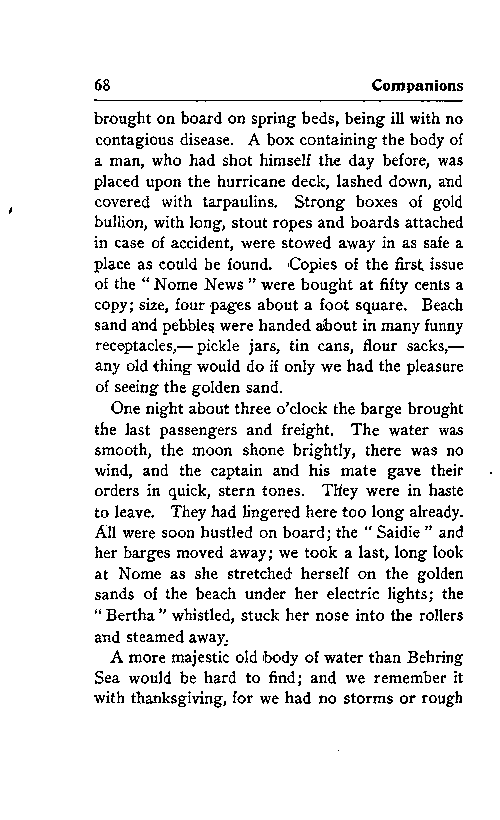 68 Companions
brought on board on spring beds, being ill with no
contagious disease. A box containing the body of
a man, who had shot himself the day before, was
placed upon the hurricane deck, lashed down, and
covered with tarpaulins. Strong boxes of gold
bullion, with long, stout ropes and boards attached
in case of accident, were stowed away in as safe a
place as could be found. Copies of the first issue
of the " Nome News " were bought at fifty cents a
copy; size, four pages about a foot square. Beach
sand and pebbles were handed about in many funny
receptacles,— pickle jars, tin cans, flour sacks,—
any old thing would do if only we had the pleasure
of seeing the golden sand.
One night about three o'clock the barge brought
the last passengers and freight. The water was
smooth, the moon shone brightly, there was no
wind, and the captain and his mate gave their
orders in quick, stern tones. They were in haste
to leave. They had lingered here too long already.
All were soon hustled on board; the " Saidie " and
her barges moved away; we took a last, long look
at Nome as she stretched herself on the golden
sands of the beach under her electric lights; the
" Bertha " whistled, stuck her nose into the rollers
and steamed away.
A more majestic old body of water than Behring
Sea would be hard to find; and we remember it
with thanksgiving, for we had no storms or rough